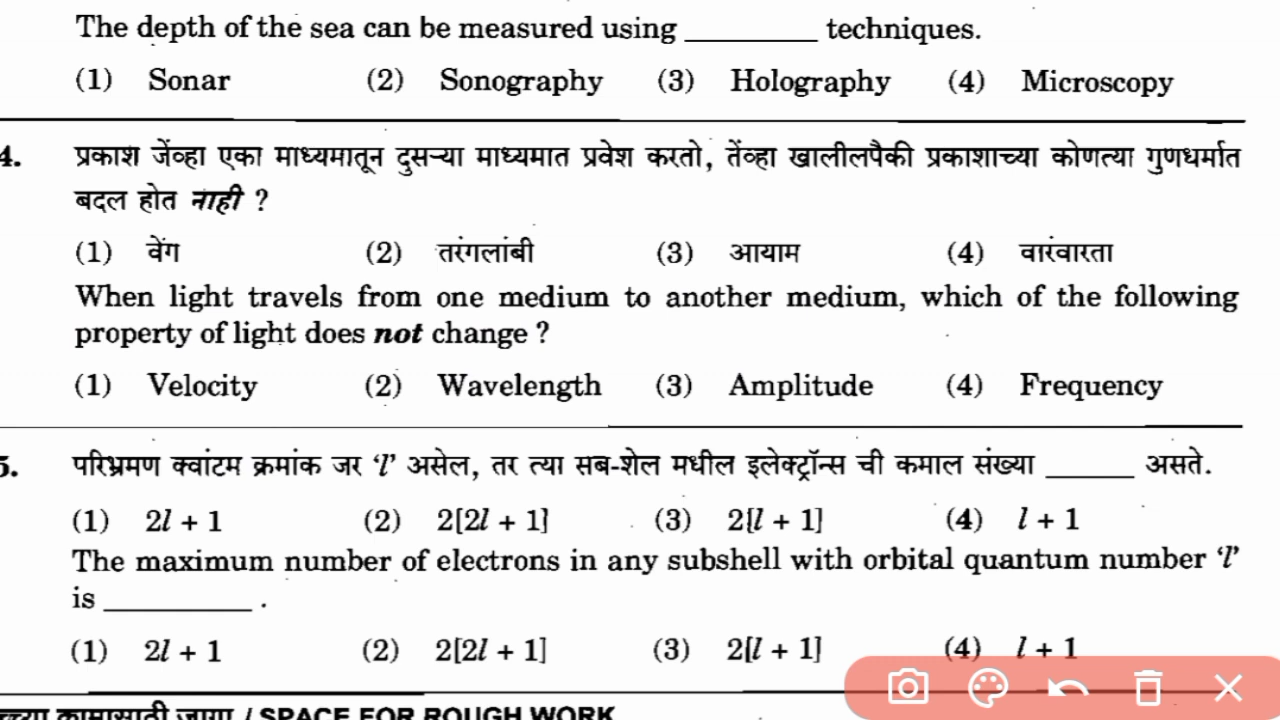 The depth of the sea can be measured using ________ techniques.
(1) Sonar (2) Sonography (3) Holography (4) Microscopy
4. प्रकाश जेंव्हा एका माध्यमातून दुसऱ्या माध्यमात प्रवेश करतो, तेंव्हा खालीलपैकी प्रकाशाच्या कोणत्या गुणधर्मात
बदल होत नाही ?
(1) वेंग (2) तरंगलांबी (3) आयाम (4) वारंवारता
When light travels from one medium to another medium, which of the following
property of light does not change ?
(1) Velocity (2) Wavelength (3) Amplitude (4) Frequency
5. परिभ्रमण क्वांटम क्रमांक जर ‘l’ असेल, तर त्या सब-शेल मधील इलेक्ट्रॉन्स ची कमाल संख्या ______ असते.
(1) 2l + 1 (2) 2[2l + 1] (3) 2[l + 1] (4) l + 1
The maximum number of electrons in any subshell with orbital quantum number ‘l’
is __________ .
(1) 2l + 1 (2) 2[2l + 1] (3) 2[l + 1] (4) l + 1
कामासाठी जागा / SPACE FOR ROUGH WORK